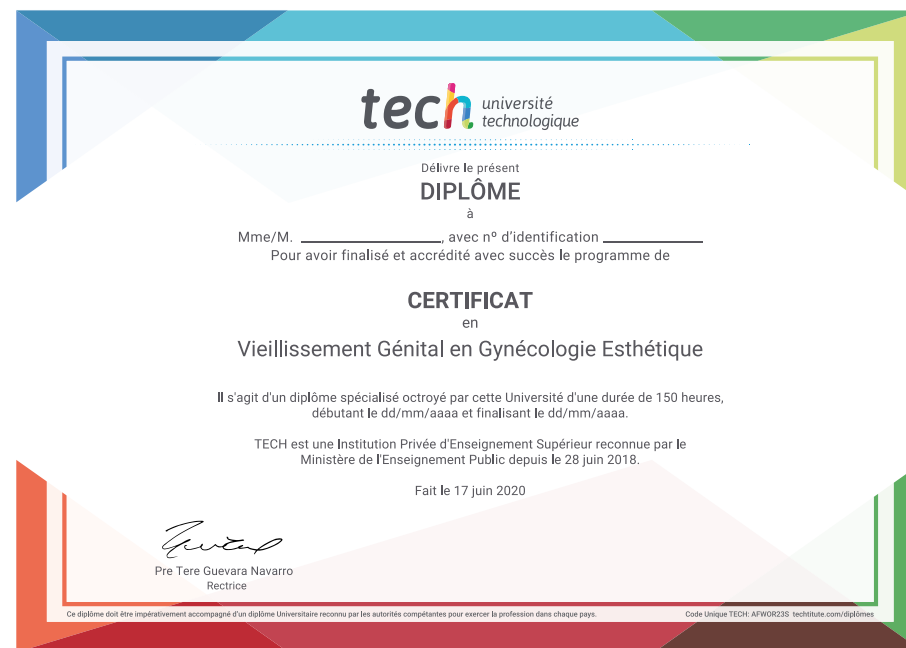 tech université
technologique
Délivre le présent
DIPLÔME
à
Mme/M. ____________________, avec nº d'identification ______________
Pour avoir finalisé et accrédité avec succès le programme de
CERTIFICAT
en
Vieillissement Génital en Gynécologie Esthétique
Il s'agit d'un diplôme spécialisé octroyé par cette Université d'une durée de 150 heures,
débutant le dd/mm/aaaa et finalisant le dd/mm/aaaa.
TECH est une Institution Privée d'Enseignement Supérieur reconnue par le
Ministère de l'Enseignement Public depuis le 28 juin 2018.
Fait le 17 juin 2020
Pre Tere Guevara Navarro
Rectrice
Ce diplôme doit être impérativement accompagné d'un diplôme Universitaire reconnu par les autorités compétantes pour exercer la profession dans chaque pays. Code Unique TECH: AFWOR23S techtitute.com/diplômes